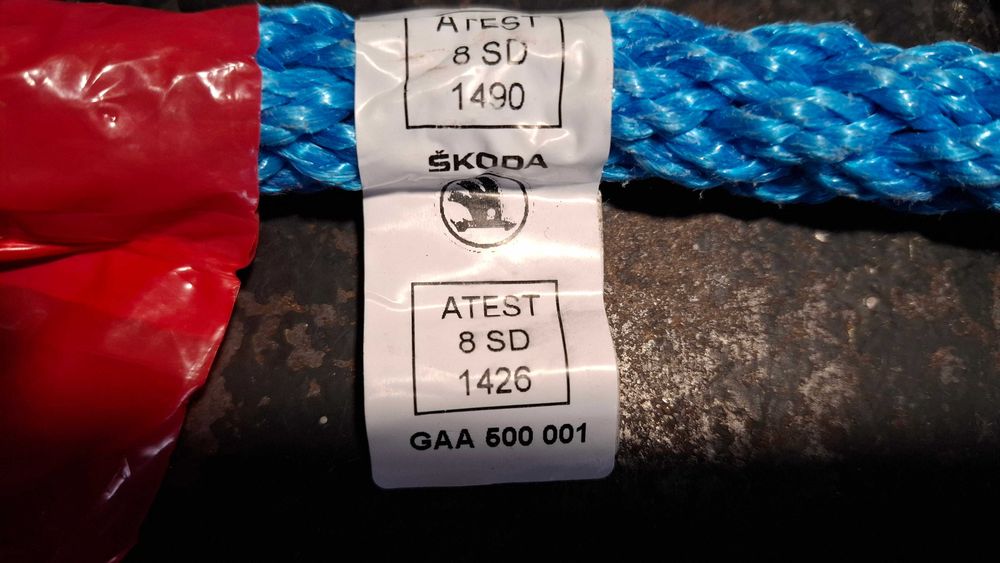 ATEST
8 SD
1490
ŠKODA
ATEST
8 SD
1426
GAA 500 001